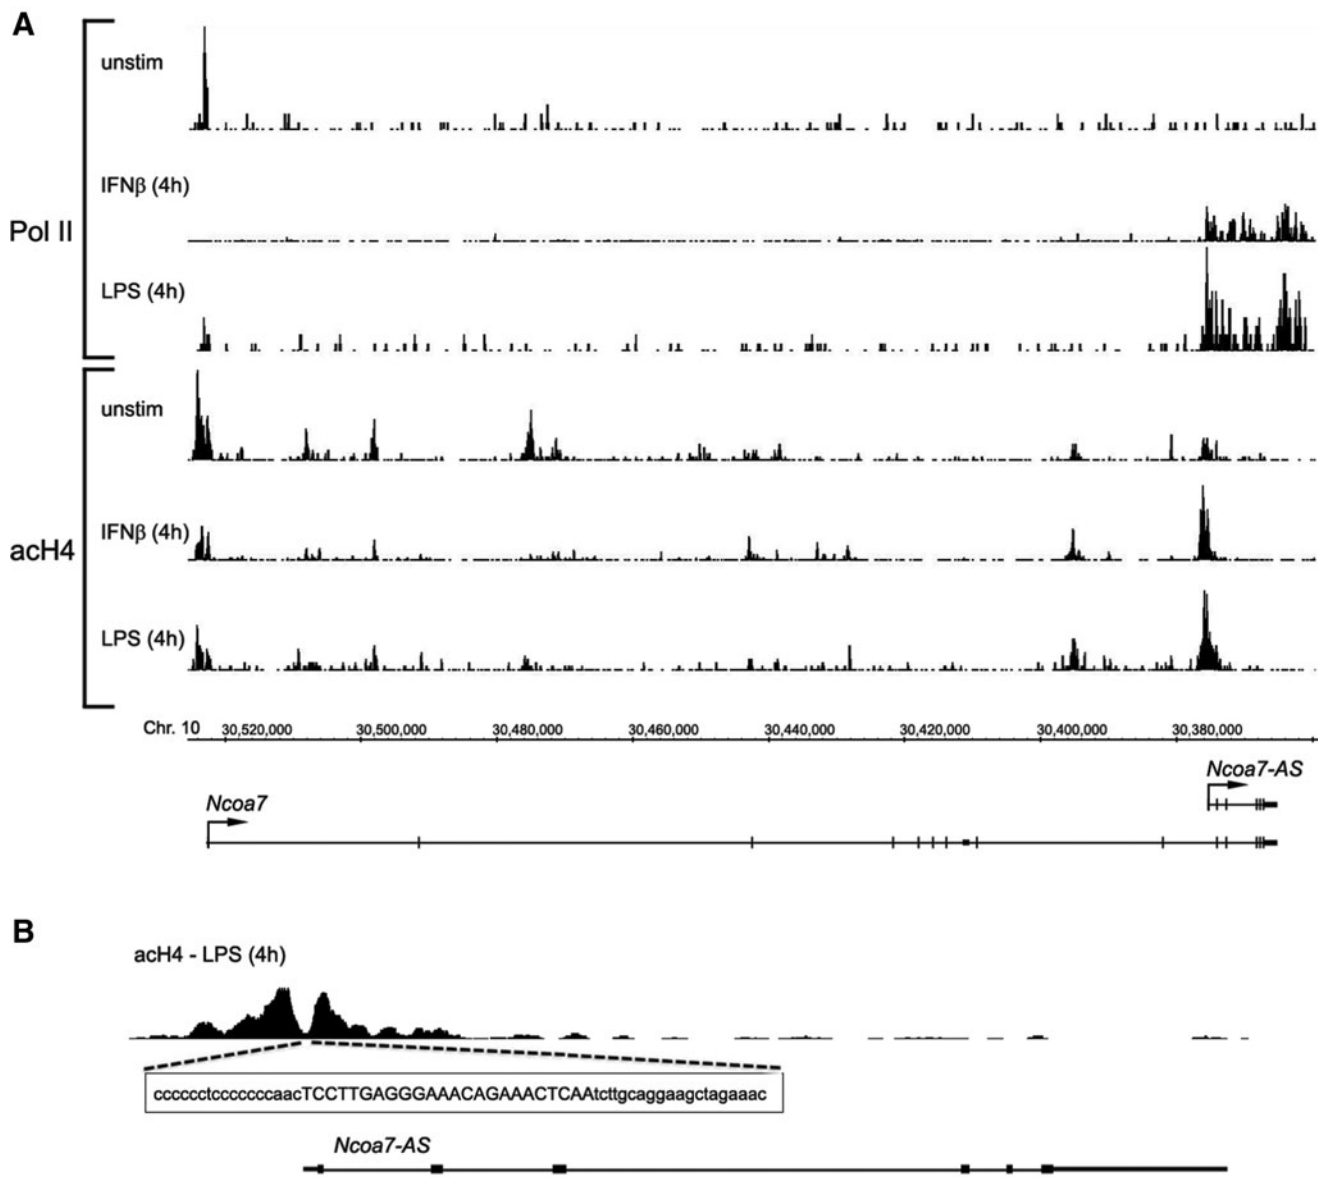 A
unstim
IFNβ (4h)
Pol II
LPS (4h)
unstim
IFNβ (4h)
acH4
LPS (4h)
Chr. 10 30,520,000 30,500,000 30,480,000 30,460,000 30,440,000 30,420,000 30,400,000 30,380,000
Ncoa7-AS
Ncoa7
B
acH4 - LPS (4h)
ccccccctcccccccaacTCCTTGAGGGAAACAGAAACTCAAtcttgcaggaagctagaaac
Ncoa7-AS